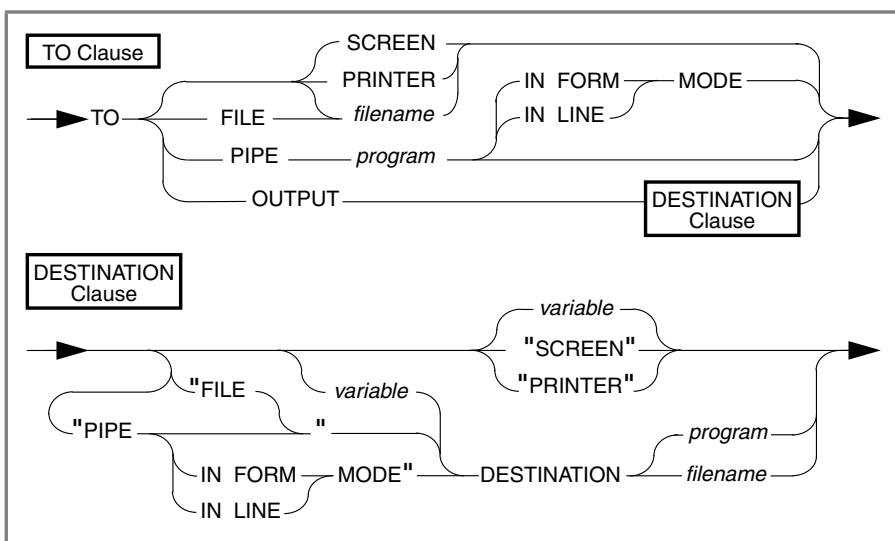 TO Clause
SCREEN
PRINTER
TO FILE filename
IN FORM MODE
IN LINE
PIPE program
OUTPUT
DESTINATION
Clause
DESTINATION
Clause
variable
"SCREEN"
"PRINTER"
"FILE
variable
"PIPE "
program
IN FORM MODE" DESTINATION filename
IN LINE